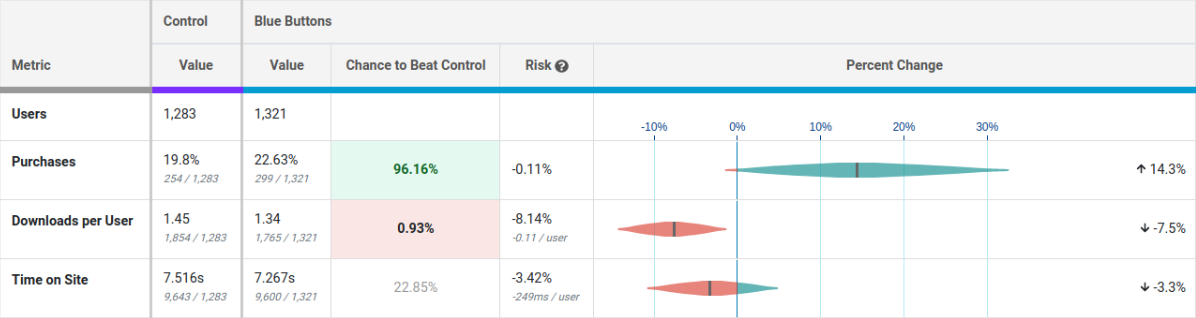 Control Blue Buttons
Metric Value Value Chance to Beat Control Risk ? Percent Change
Users 1,283 1,321
-10% 0% 10% 20% 30%
Purchases 19.8% 22.63% 96.16% -0.11% ↑ 14.3%
254 / 1,283 299 / 1,321
Downloads per User 1.45 1.34 0.93% -8.14% ↓ -7.5%
1,854 / 1,283 1,765 / 1,321 -0.11 / user
Time on Site 7.516s 7.267s 22.85% -3.42% ↓ -3.3%
9,643 / 1,283 9,600 / 1,321 -249ms / user